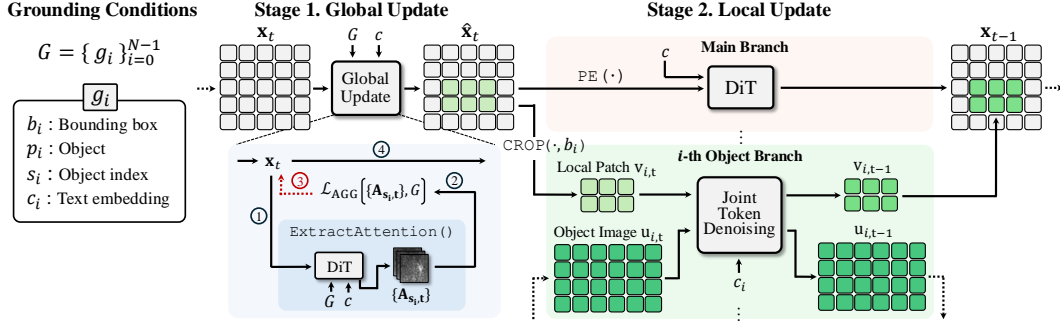 Grounding Conditions
G = { g_i }_{i=0}^{N-1}
g_i
b_i : Bounding box
p_i : Object
s_i : Object index
c_i : Text embedding
Stage 1. Global Update
x_t
G c
x̂_t
Global
Update
x_t
④
③
ℒ_AGG ( {A_{s_i,t}}, G )
②
①
ExtractAttention()
DiT
{A_{s_i,t}}
G c
Stage 2. Local Update
Main Branch
c
PE(·)
DiT
x_{t−1}
⋮
CROP(·, b_i)
i-th Object Branch
Local Patch v_{i,t}
Joint
Token
Denoising
v_{i,t−1}
Object Image u_{i,t}
u_{i,t−1}
c_i
⋮